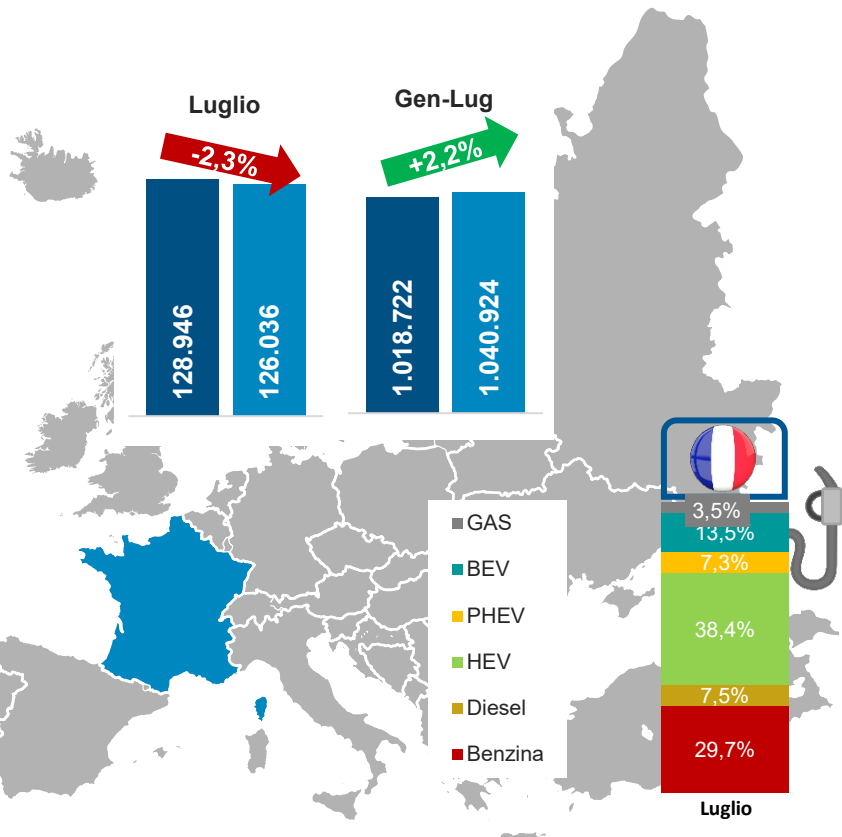 Luglio
-2,3%
128.946
126.036
Gen-Lug
+2,2%
1.018.722
1.040.924
GAS
BEV
PHEV
HEV
Diesel
Benzina
3,5%
13,5%
7,3%
38,4%
7,5%
29,7%
Luglio